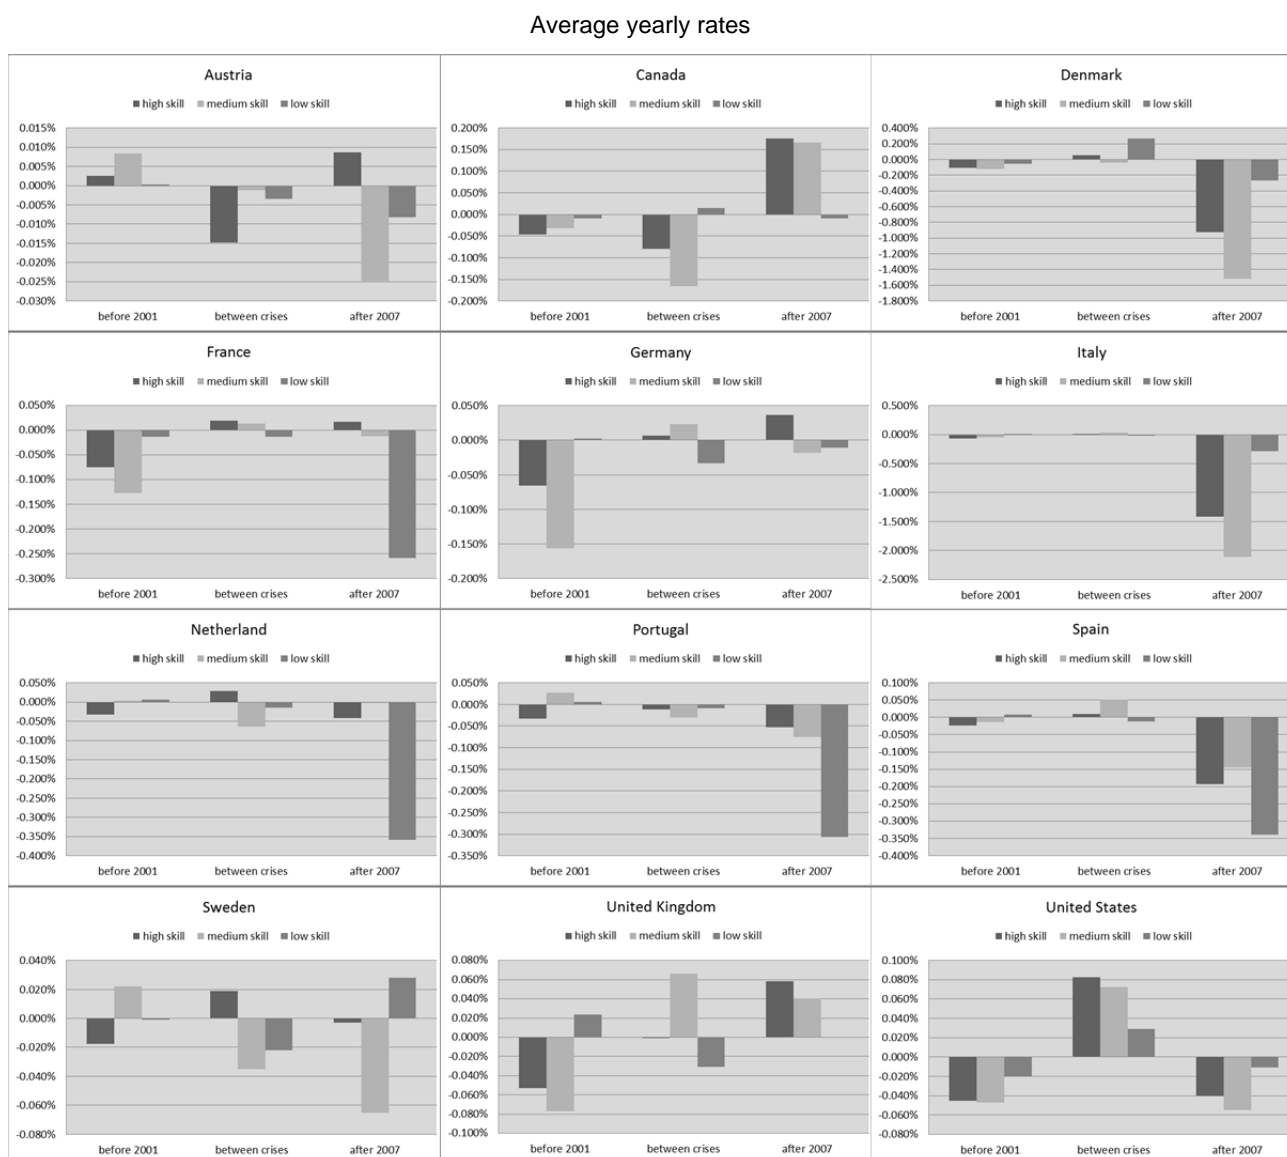 Average yearly rates
Austria
high skill medium skill low skill
0.015%
0.010%
0.005%
0.000%
-0.005%
-0.010%
-0.015%
-0.020%
-0.025%
-0.030%
before 2001 between crises after 2007
Canada
high skill medium skill low skill
0.200%
0.150%
0.100%
0.050%
0.000%
-0.050%
-0.100%
-0.150%
-0.200%
before 2001 between crises after 2007
Denmark
high skill medium skill low skill
0.400%
0.200%
0.000%
-0.200%
-0.400%
-0.600%
-0.800%
-1.000%
-1.200%
-1.400%
-1.600%
-1.800%
before 2001 between crises after 2007
France
high skill medium skill low skill
0.050%
0.000%
-0.050%
-0.100%
-0.150%
-0.200%
-0.250%
-0.300%
before 2001 between crises after 2007
Germany
high skill medium skill low skill
0.050%
0.000%
-0.050%
-0.100%
-0.150%
-0.200%
before 2001 between crises after 2007
Italy
high skill medium skill low skill
0.500%
0.000%
-0.500%
-1.000%
-1.500%
-2.000%
-2.500%
before 2001 between crises after 2007
Netherland
high skill medium skill low skill
0.050%
0.000%
-0.050%
-0.100%
-0.150%
-0.200%
-0.250%
-0.300%
-0.350%
-0.400%
before 2001 between crises after 2007
Portugal
high skill medium skill low skill
0.050%
0.000%
-0.050%
-0.100%
-0.150%
-0.200%
-0.250%
-0.300%
-0.350%
before 2001 between crises after 2007
Spain
high skill medium skill low skill
0.100%
0.050%
0.000%
-0.050%
-0.100%
-0.150%
-0.200%
-0.250%
-0.300%
-0.350%
-0.400%
before 2001 between crises after 2007
Sweden
high skill medium skill low skill
0.040%
0.020%
0.000%
-0.020%
-0.040%
-0.060%
-0.080%
before 2001 between crises after 2007
United Kingdom
high skill medium skill low skill
0.080%
0.060%
0.040%
0.020%
0.000%
-0.020%
-0.040%
-0.060%
-0.080%
-0.100%
before 2001 between crises after 2007
United States
high skill medium skill low skill
0.100%
0.080%
0.060%
0.040%
0.020%
0.000%
-0.020%
-0.040%
-0.060%
-0.080%
before 2001 between crises after 2007